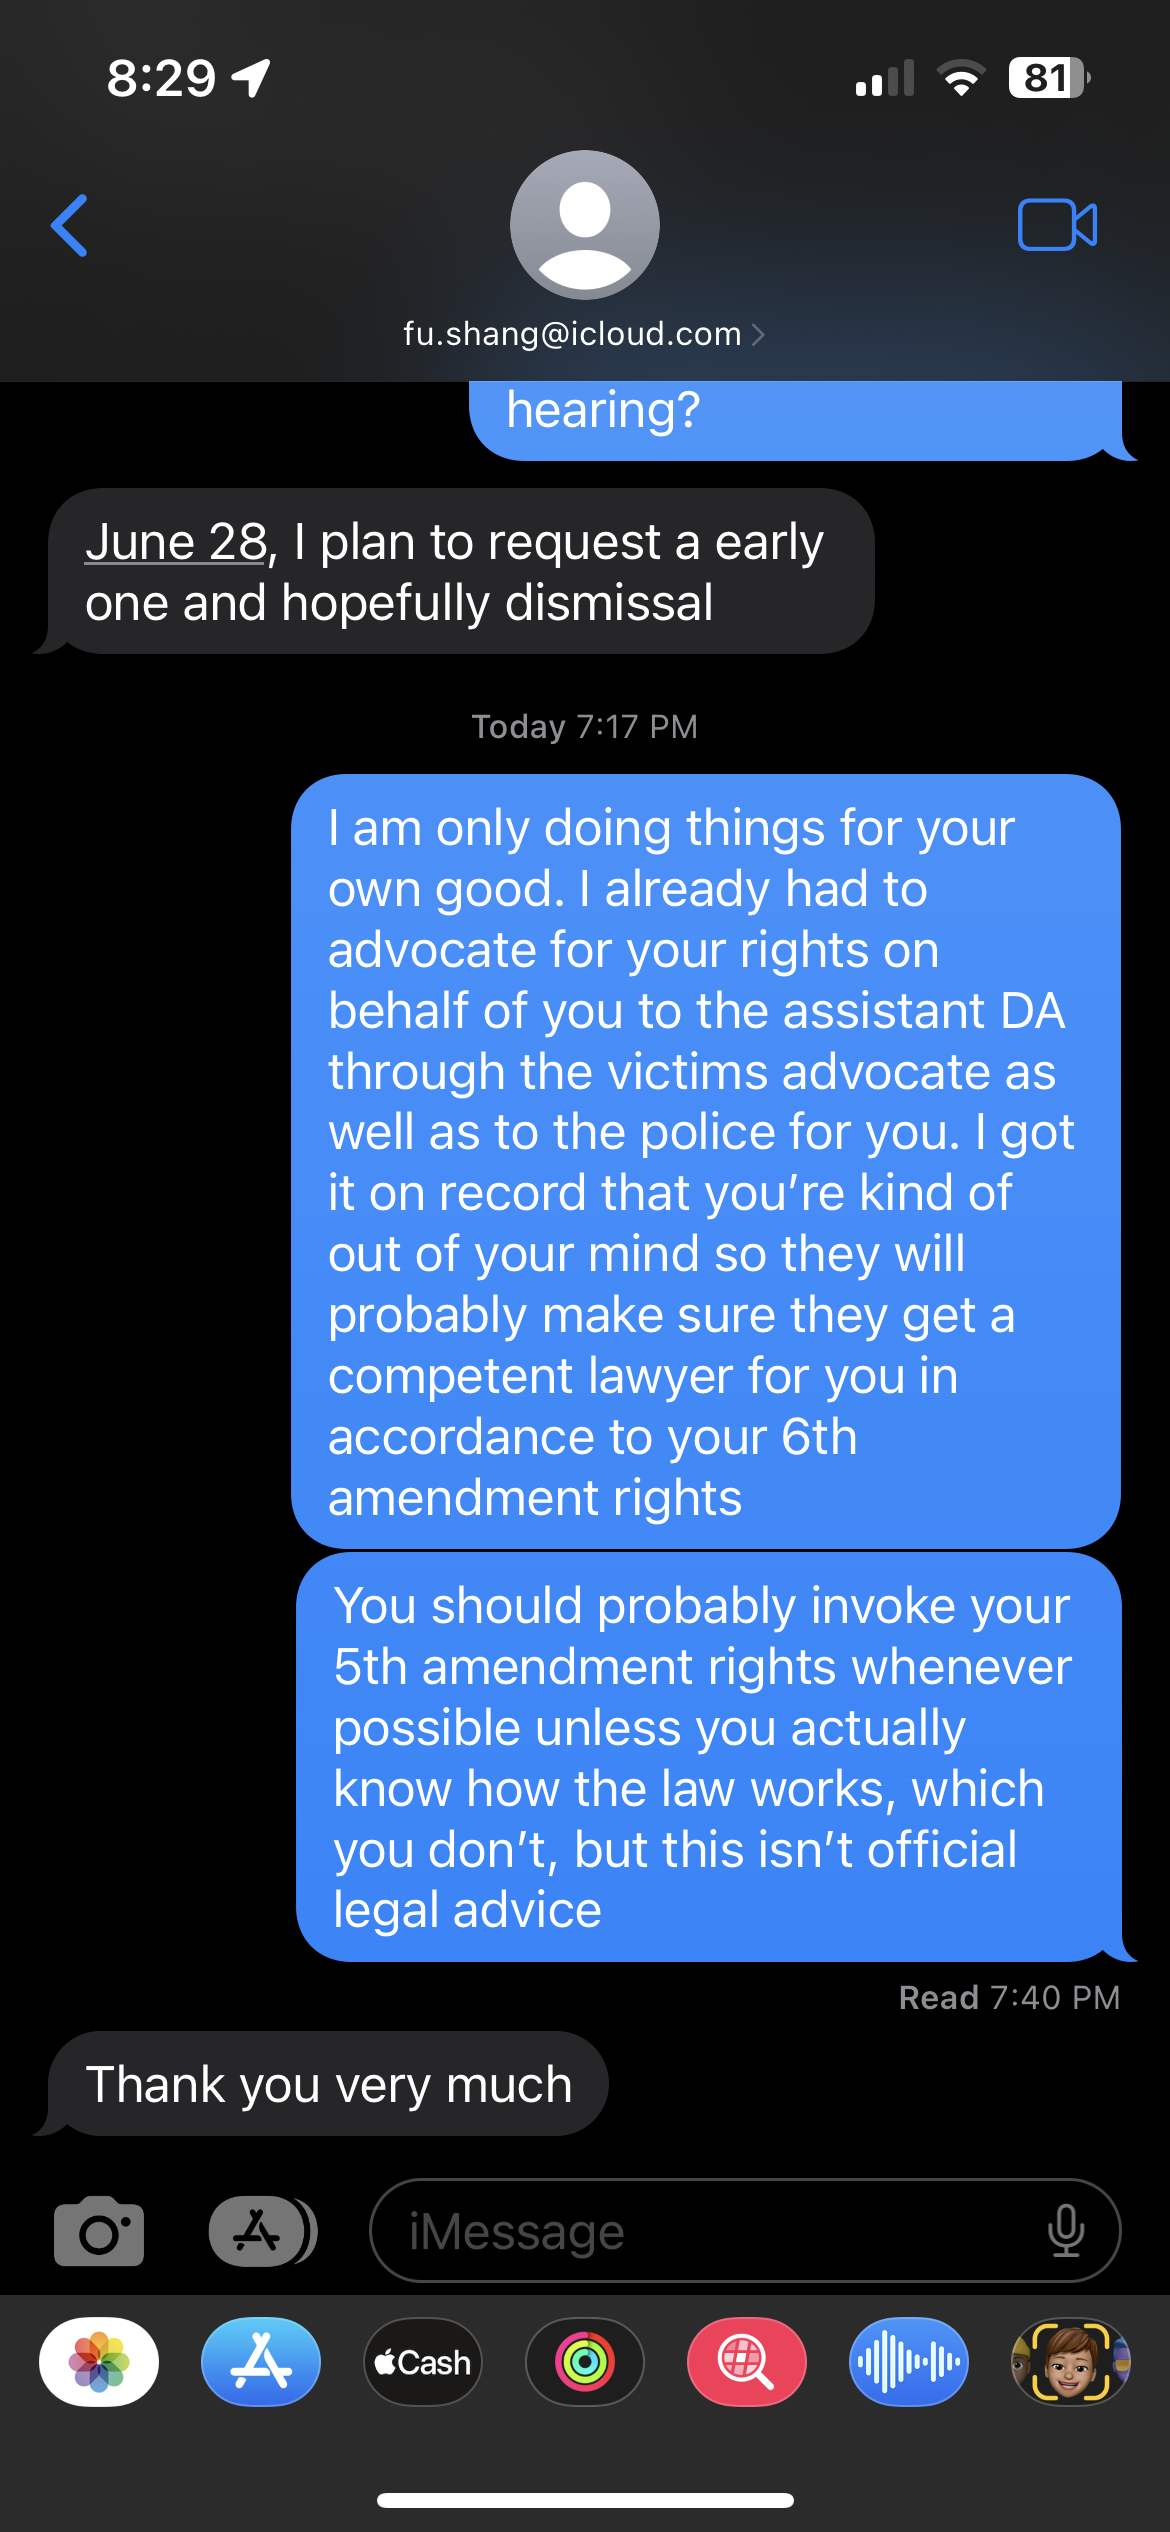 8:29
81
fu.shang@icloud.com
hearing?
June 28, I plan to request a early
one and hopefully dismissal
Today 7:17 PM
I am only doing things for your
own good. I already had to
advocate for your rights on
behalf of you to the assistant DA
through the victims advocate as
well as to the police for you. I got
it on record that you’re kind of
out of your mind so they will
probably make sure they get a
competent lawyer for you in
accordance to your 6th
amendment rights
You should probably invoke your
5th amendment rights whenever
possible unless you actually
know how the law works, which
you don’t, but this isn’t official
legal advice
Read 7:40 PM
Thank you very much
iMessage
Cash